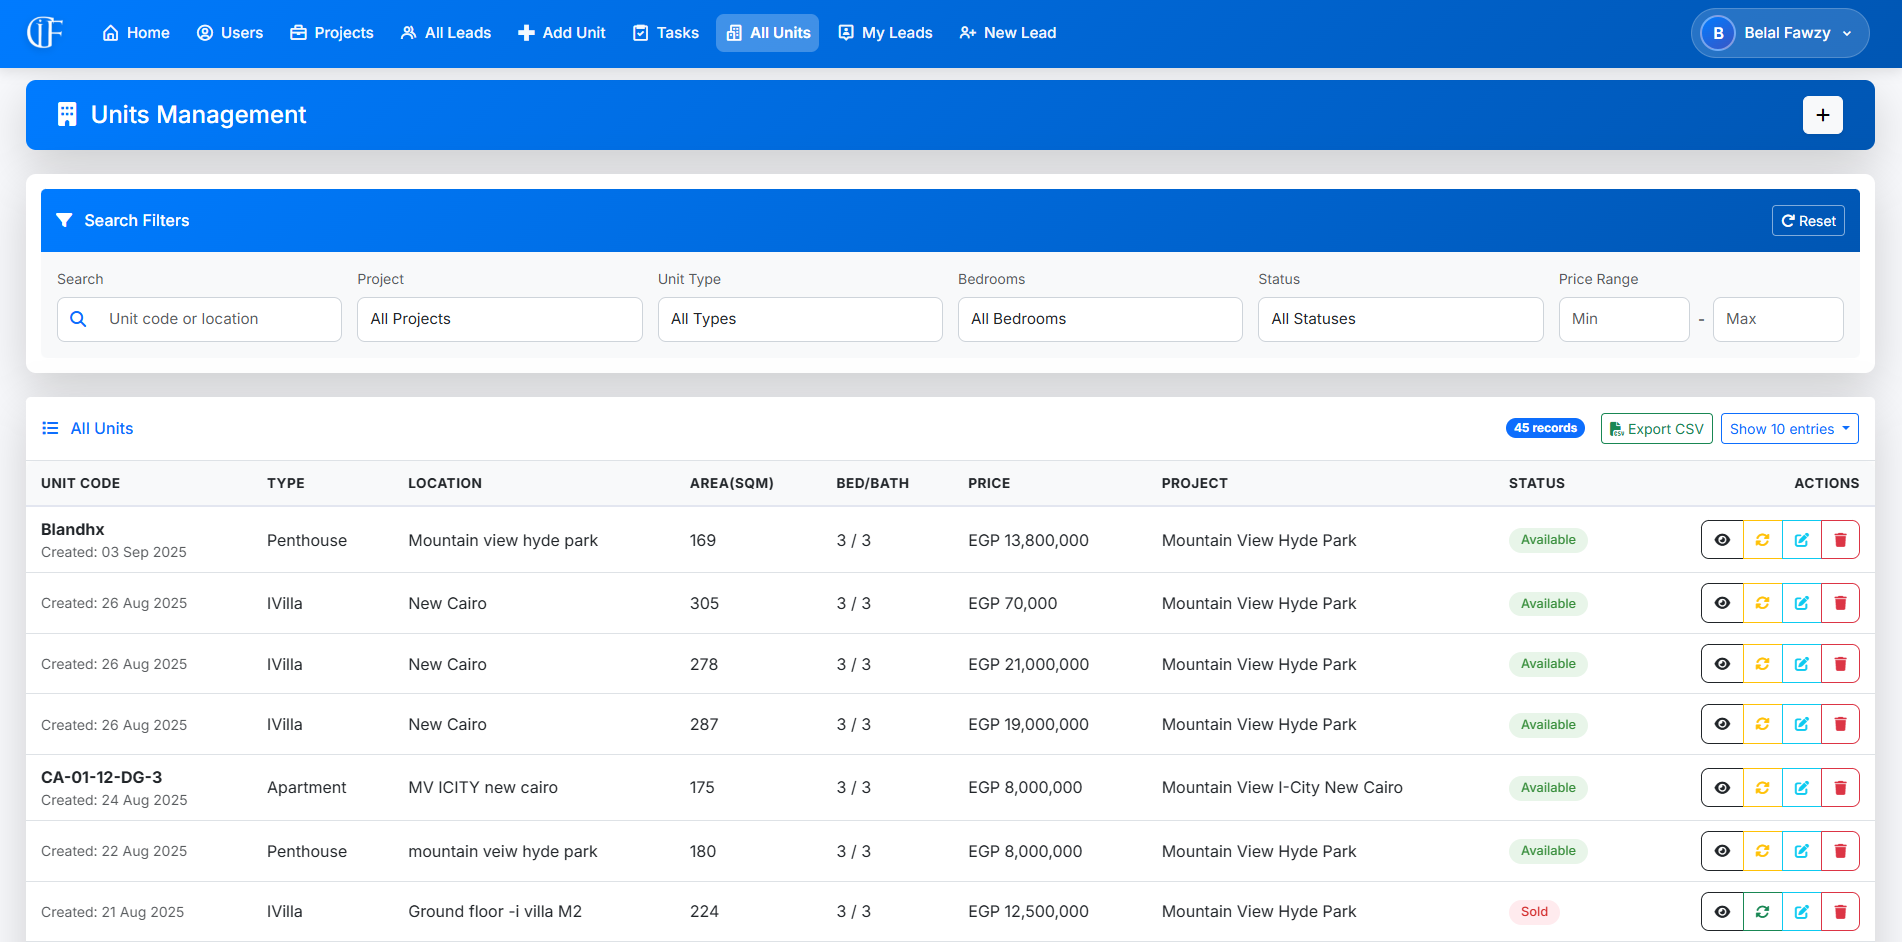 Home Users Projects All Leads Add Unit Tasks All Units My Leads New Lead B Belal Fawzy
Units Management
Search Filters Reset
Search Project Unit Type Bedrooms Status Price Range
Unit code or location All Projects All Types All Bedrooms All Statuses Min - Max
All Units 45 records Export CSV Show 10 entries
UNIT CODE TYPE LOCATION AREA(SQM) BED/BATH PRICE PROJECT STATUS ACTIONS
Blandhx
Created: 03 Sep 2025 Penthouse Mountain view hyde park 169 3 / 3 EGP 13,800,000 Mountain View Hyde Park Available
Created: 26 Aug 2025 IVilla New Cairo 305 3 / 3 EGP 70,000 Mountain View Hyde Park Available
Created: 26 Aug 2025 IVilla New Cairo 278 3 / 3 EGP 21,000,000 Mountain View Hyde Park Available
Created: 26 Aug 2025 IVilla New Cairo 287 3 / 3 EGP 19,000,000 Mountain View Hyde Park Available
CA-01-12-DG-3
Created: 24 Aug 2025 Apartment MV ICITY new cairo 175 3 / 3 EGP 8,000,000 Mountain View I-City New Cairo Available
Created: 22 Aug 2025 Penthouse mountain veiw hyde park 180 3 / 3 EGP 8,000,000 Mountain View Hyde Park Available
Created: 21 Aug 2025 IVilla Ground floor -i villa M2 224 3 / 3 EGP 12,500,000 Mountain View Hyde Park Sold